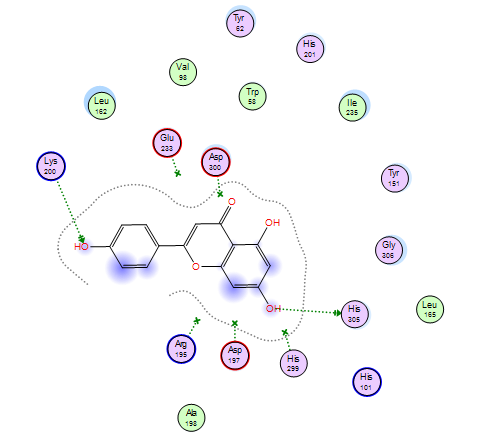 Tyr
62
His
201
Val
98
Trp
58
Leu
162
Ile
235
Glu
233
Asp
300
Lys
200
Tyr
151
O
OH
HO
Gly
306
O
OH
His
305
Leu
165
Arg
195
Asp
197
His
299
His
101
Ala
198